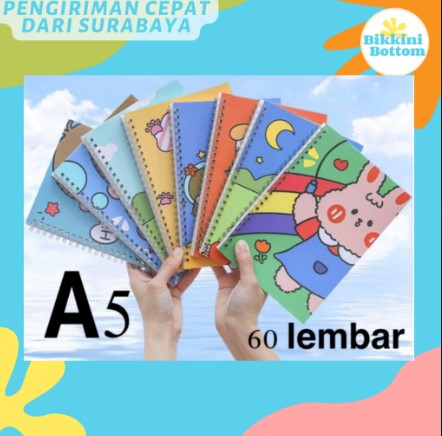 PENGIRIMAN CEPAT
DARI SURABAYA
Bikkini
Bottom
A5
60 lembar